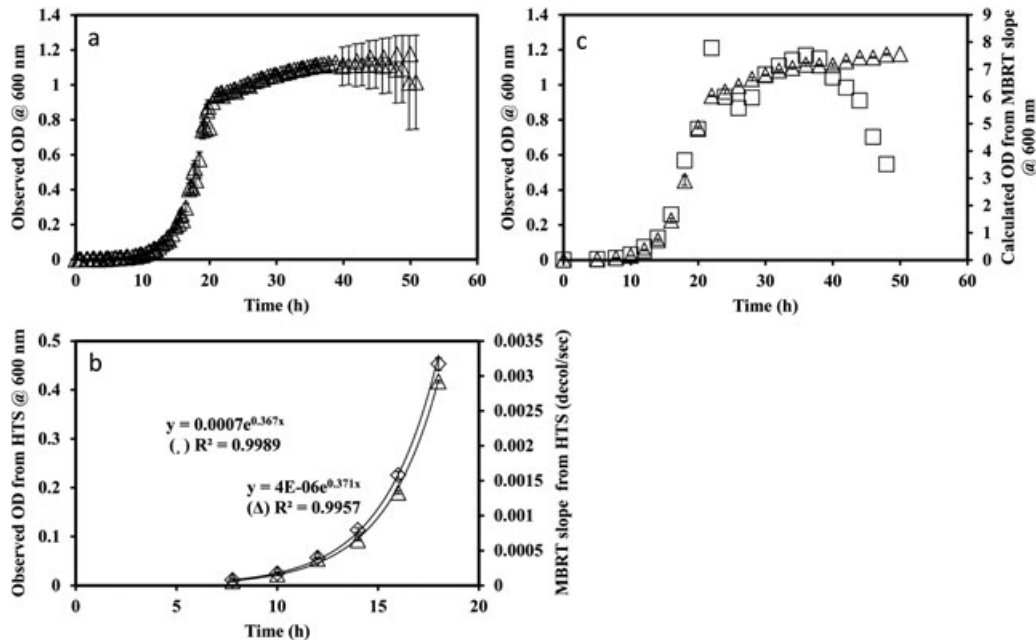 a
Observed OD @ 600 nm
1.4
1.2
1
0.8
0.6
0.4
0.2
0
0 10 20 30 40 50 60
Time (h)
c
Observed OD @ 600 nm
1.4
1.2
1
0.8
0.6
0.4
0.2
0
0 10 20 30 40 50 60
Time (h)
9
8
7
6
5
4
3
2
1
0
Calculated OD from MBRT slope
@ 600 nm
b
Observed OD from HTS @ 600 nm
0.5
0.4
0.3
0.2
0.1
0
0 5 10 15 20
Time (h)
0.0035
0.003
0.0025
0.002
0.0015
0.001
0.0005
0
MBRT slope from HTS (decol/sec)
y = 0.0007e^0.367x
(¸) R² = 0.9989
y = 4E-06e^0.371x
(Δ) R² = 0.9957